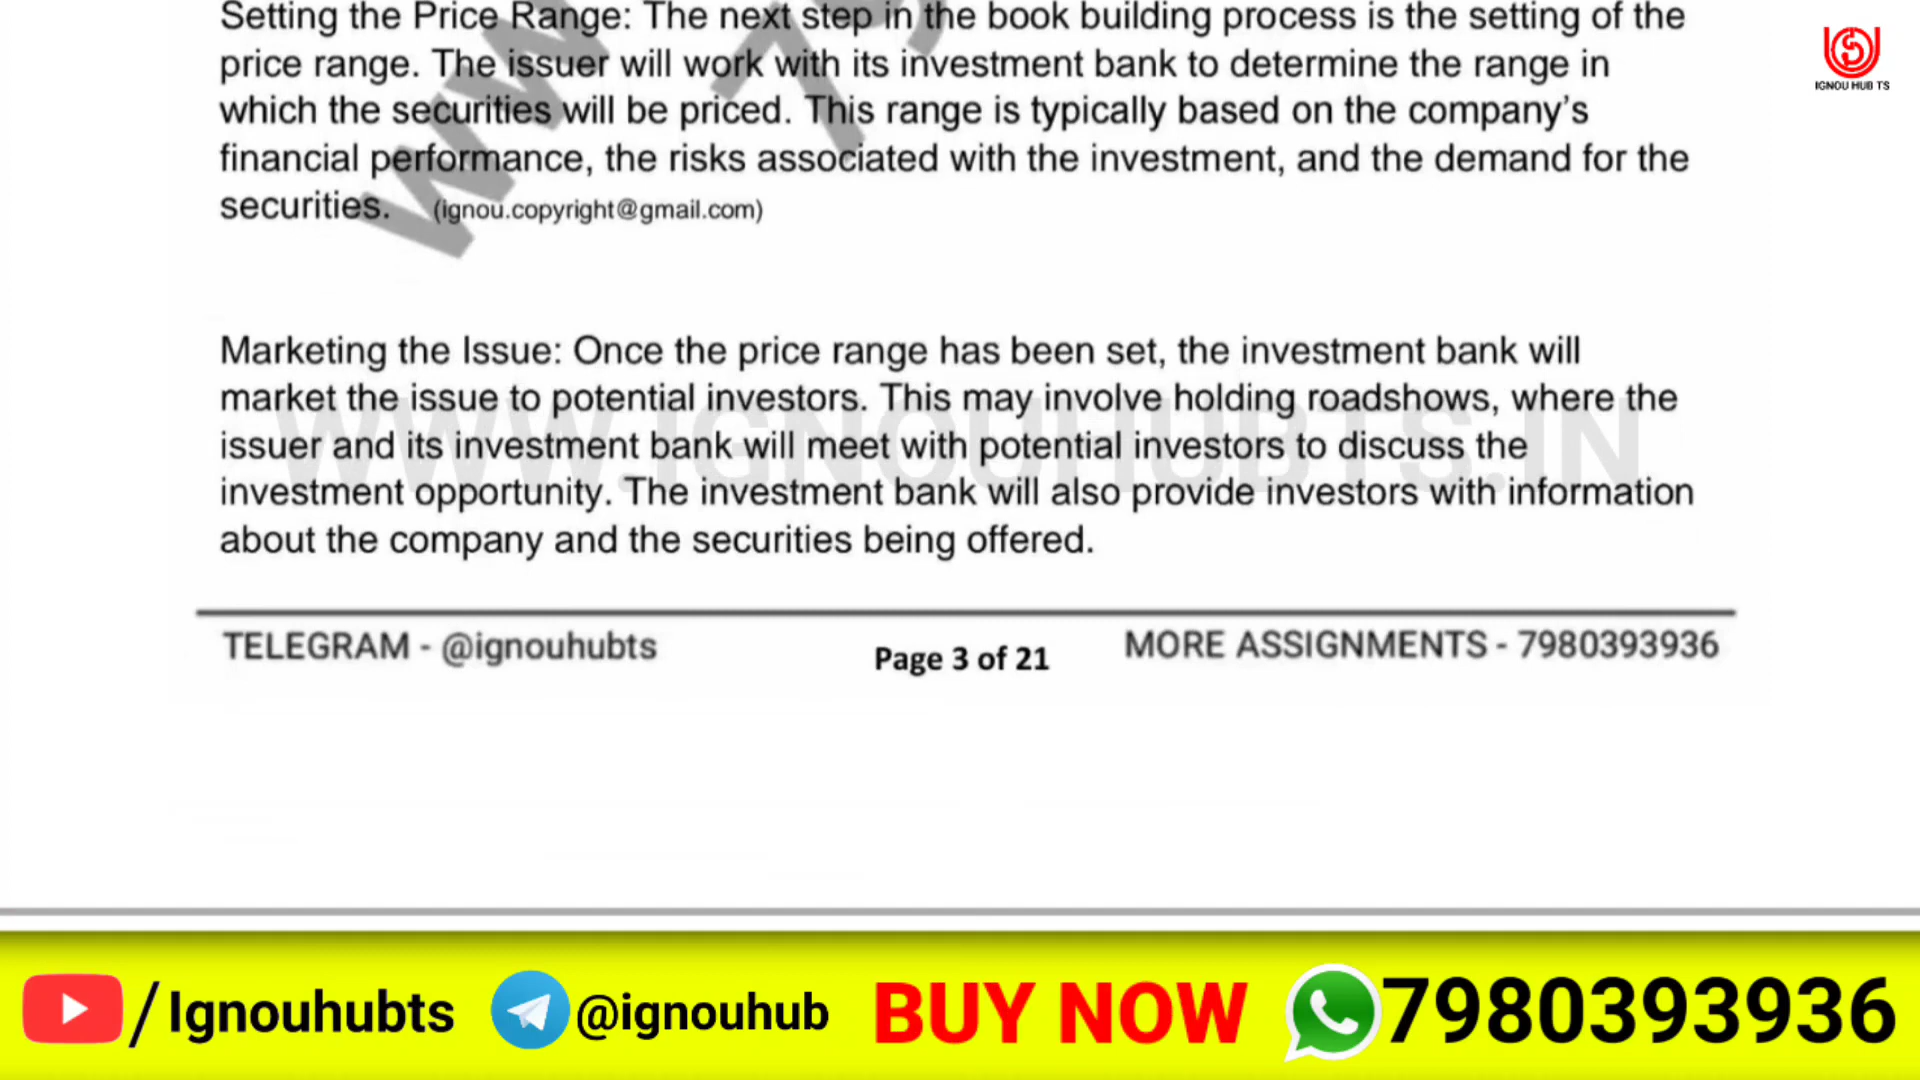 Setting the Price Range: The next step in the book building process is the setting of the
price range. The issuer will work with its investment bank to determine the range in
which the securities will be priced. This range is typically based on the company's
financial performance, the risks associated with the investment, and the demand for the
securities. (ignou.copyright@gmail.com)
Marketing the Issue: Once the price range has been set, the investment bank will
market the issue to potential investors. This may involve holding roadshows, where the
issuer and its investment bank will meet with potential investors to discuss the
investment opportunity. The investment bank will also provide investors with information
about the company and the securities being offered.
WWW.IGNOUHUBTS.IN
TELEGRAM - @ignouhubts
Page 3 of 21
MORE ASSIGNMENTS - 7980393936
IGNOU HUB TS
/Ignouhubts @ignouhub BUY NOW 7980393936